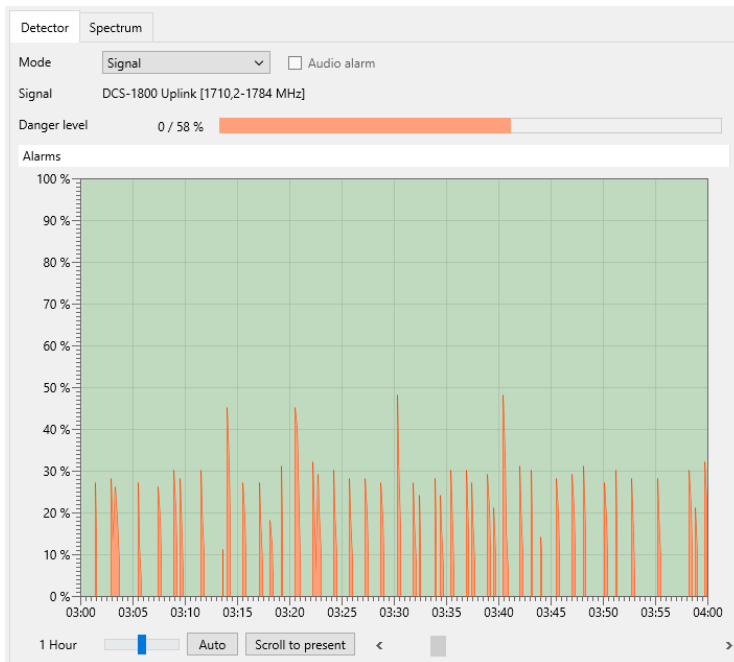 Detector Spectrum
Mode Signal Audio alarm
Signal DCS-1800 Uplink [1710,2-1784 MHz]
Danger level 0 / 58 %
Alarms
100 %
90 %
80 %
70 %
60 %
50 %
40 %
30 %
20 %
10 %
0 %
03:00 03:05 03:10 03:15 03:20 03:25 03:30 03:35 03:40 03:45 03:50 03:55 04:00
1 Hour Auto Scroll to present < >